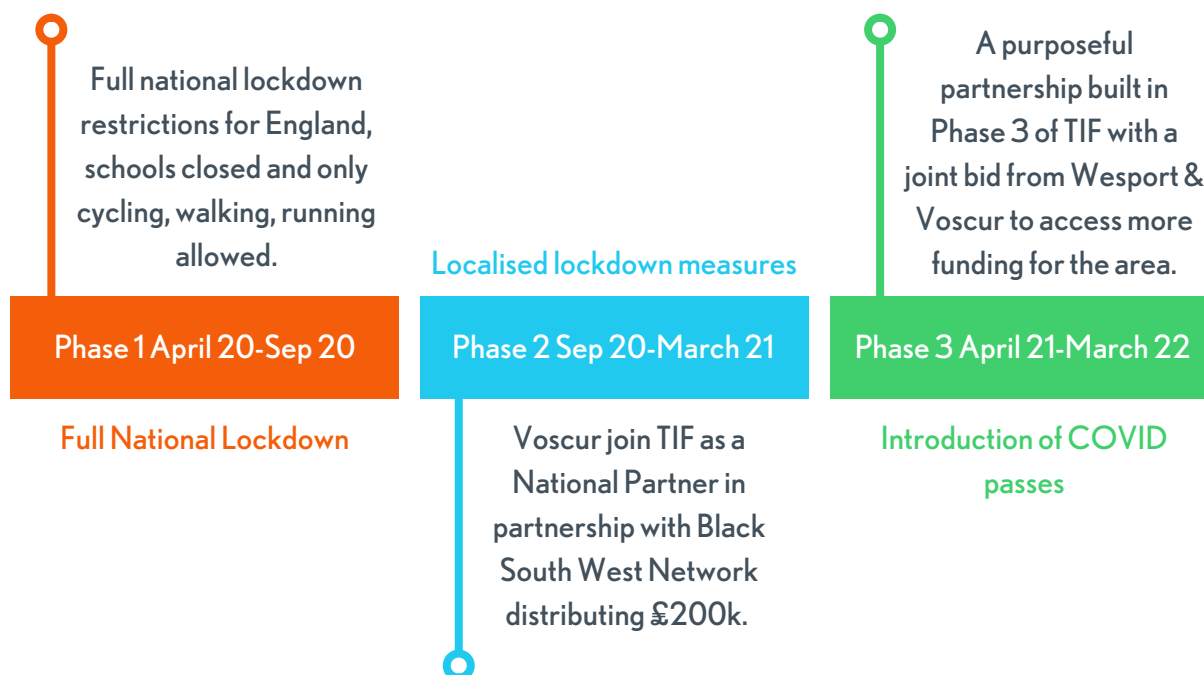 Full national lockdown
restrictions for England,
schools closed and only
cycling, walking, running
allowed.
Phase 1 April 20-Sep 20
Full National Lockdown
Localised lockdown measures
Phase 2 Sep 20-March 21
Voscur join TIF as a
National Partner in
partnership with Black
South West Network
distributing £200k.
A purposeful
partnership built in
Phase 3 of TIF with a
joint bid from Wesport &
Voscur to access more
funding for the area.
Phase 3 April 21-March 22
Introduction of COVID
passes